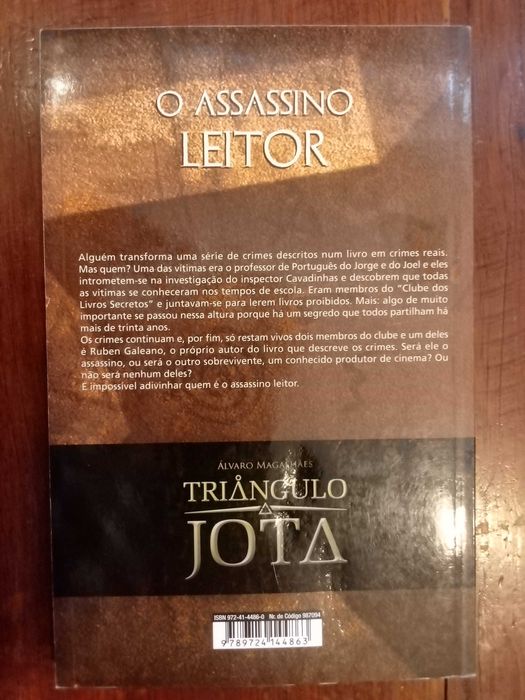 O ASSASSINO
LEITOR
Alguém transforma uma série de crimes descritos num livro em crimes reais.
Mas quem? Uma das vítimas era o professor de Português do Jorge e do Joel e eles
intrometem-se na investigação do inspector Cavadinhas e descobrem que todas
as vítimas se conheceram nos tempos de escola. Eram membros do "Clube dos
Livros Secretos" e juntavam-se para lerem livros proibidos. Mais: algo de muito
importante se passou nessa altura porque há um segredo que todos partilham há
mais de trinta anos.
Os crimes continuam e, por fim, só restam vivos dois membros do clube e um deles
é Ruben Galeano, o próprio autor do livro que descreve os crimes. Será ele o
assassino, ou será o outro sobrevivente, um conhecido produtor de cinema? Ou
não será nenhum deles?
É impossível adivinhar quem é o assassino leitor.
ÁLVARO MAGALHÃES
TRIÂNGULO
JOTA
ISBN 972-41-4486-0 Nr. de Código 987094
9 789724 144863